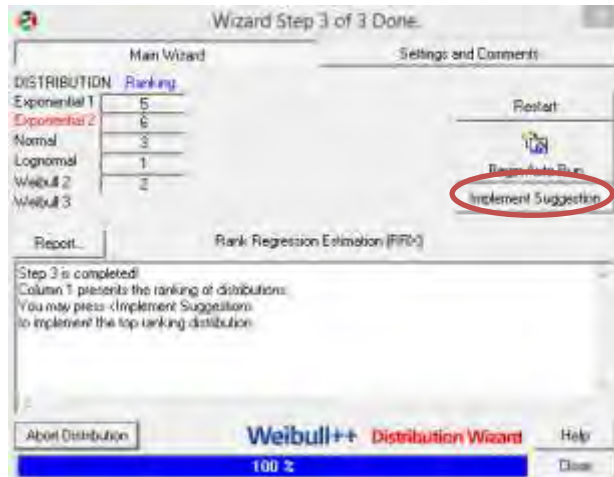 Wizard Step 3 of 3 Done.
Main Wizard
Settings and Comments
DISTRIBUTION Ranking
Exponential 1 5
Exponential 2 6
Normal 3
Lognormal 1
Weibull 2 2
Weibull 3
Restart
Begin Auto Run
Implement Suggestion
Report...
Rank Regression Estimation (RRX)
Step 3 is completed!
Column 1 presents the ranking of distributions.
You may press <Implement Suggestion>
to implement the top ranking distribution.
Abort Distribution
Weibull++ Distribution Wizard
Help
100 %
Close